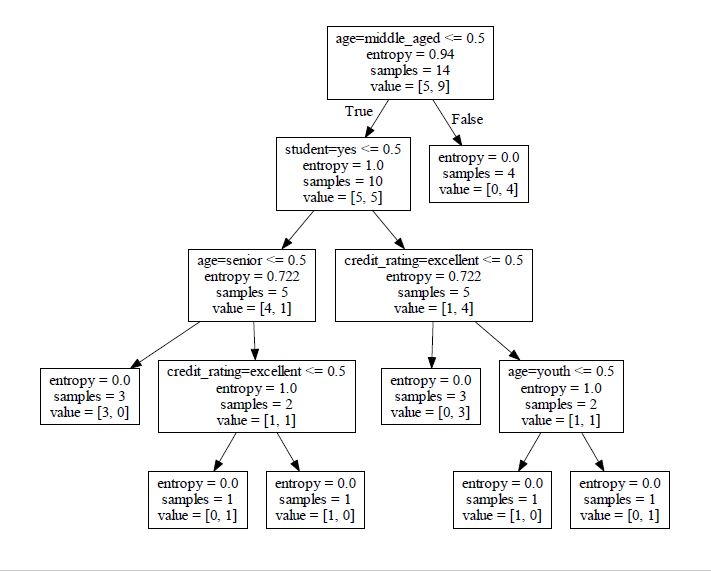 age=middle_aged <= 0.5
entropy = 0.94
samples = 14
value = [5, 9]
True
False
student=yes <= 0.5
entropy = 1.0
samples = 10
value = [5, 5]
entropy = 0.0
samples = 4
value = [0, 4]
age=senior <= 0.5
entropy = 0.722
samples = 5
value = [4, 1]
credit_rating=excellent <= 0.5
entropy = 0.722
samples = 5
value = [1, 4]
entropy = 0.0
samples = 3
value = [3, 0]
credit_rating=excellent <= 0.5
entropy = 1.0
samples = 2
value = [1, 1]
entropy = 0.0
samples = 3
value = [0, 3]
age=youth <= 0.5
entropy = 1.0
samples = 2
value = [1, 1]
entropy = 0.0
samples = 1
value = [0, 1]
entropy = 0.0
samples = 1
value = [1, 0]
entropy = 0.0
samples = 1
value = [1, 0]
entropy = 0.0
samples = 1
value = [0, 1]